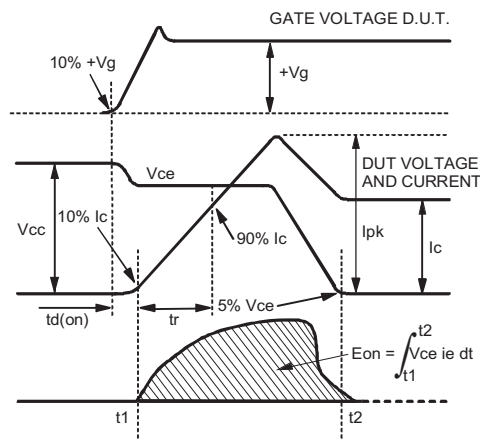 GATE VOLTAGE D.U.T.
10% +Vg
+Vg
Vce
DUT VOLTAGE
AND CURRENT
10% Ic
Vcc
90% Ic
Ipk
Ic
td(on)
tr
5% Vce
Eon = ∫ Vce ie dt
t2
t1
t1
t2